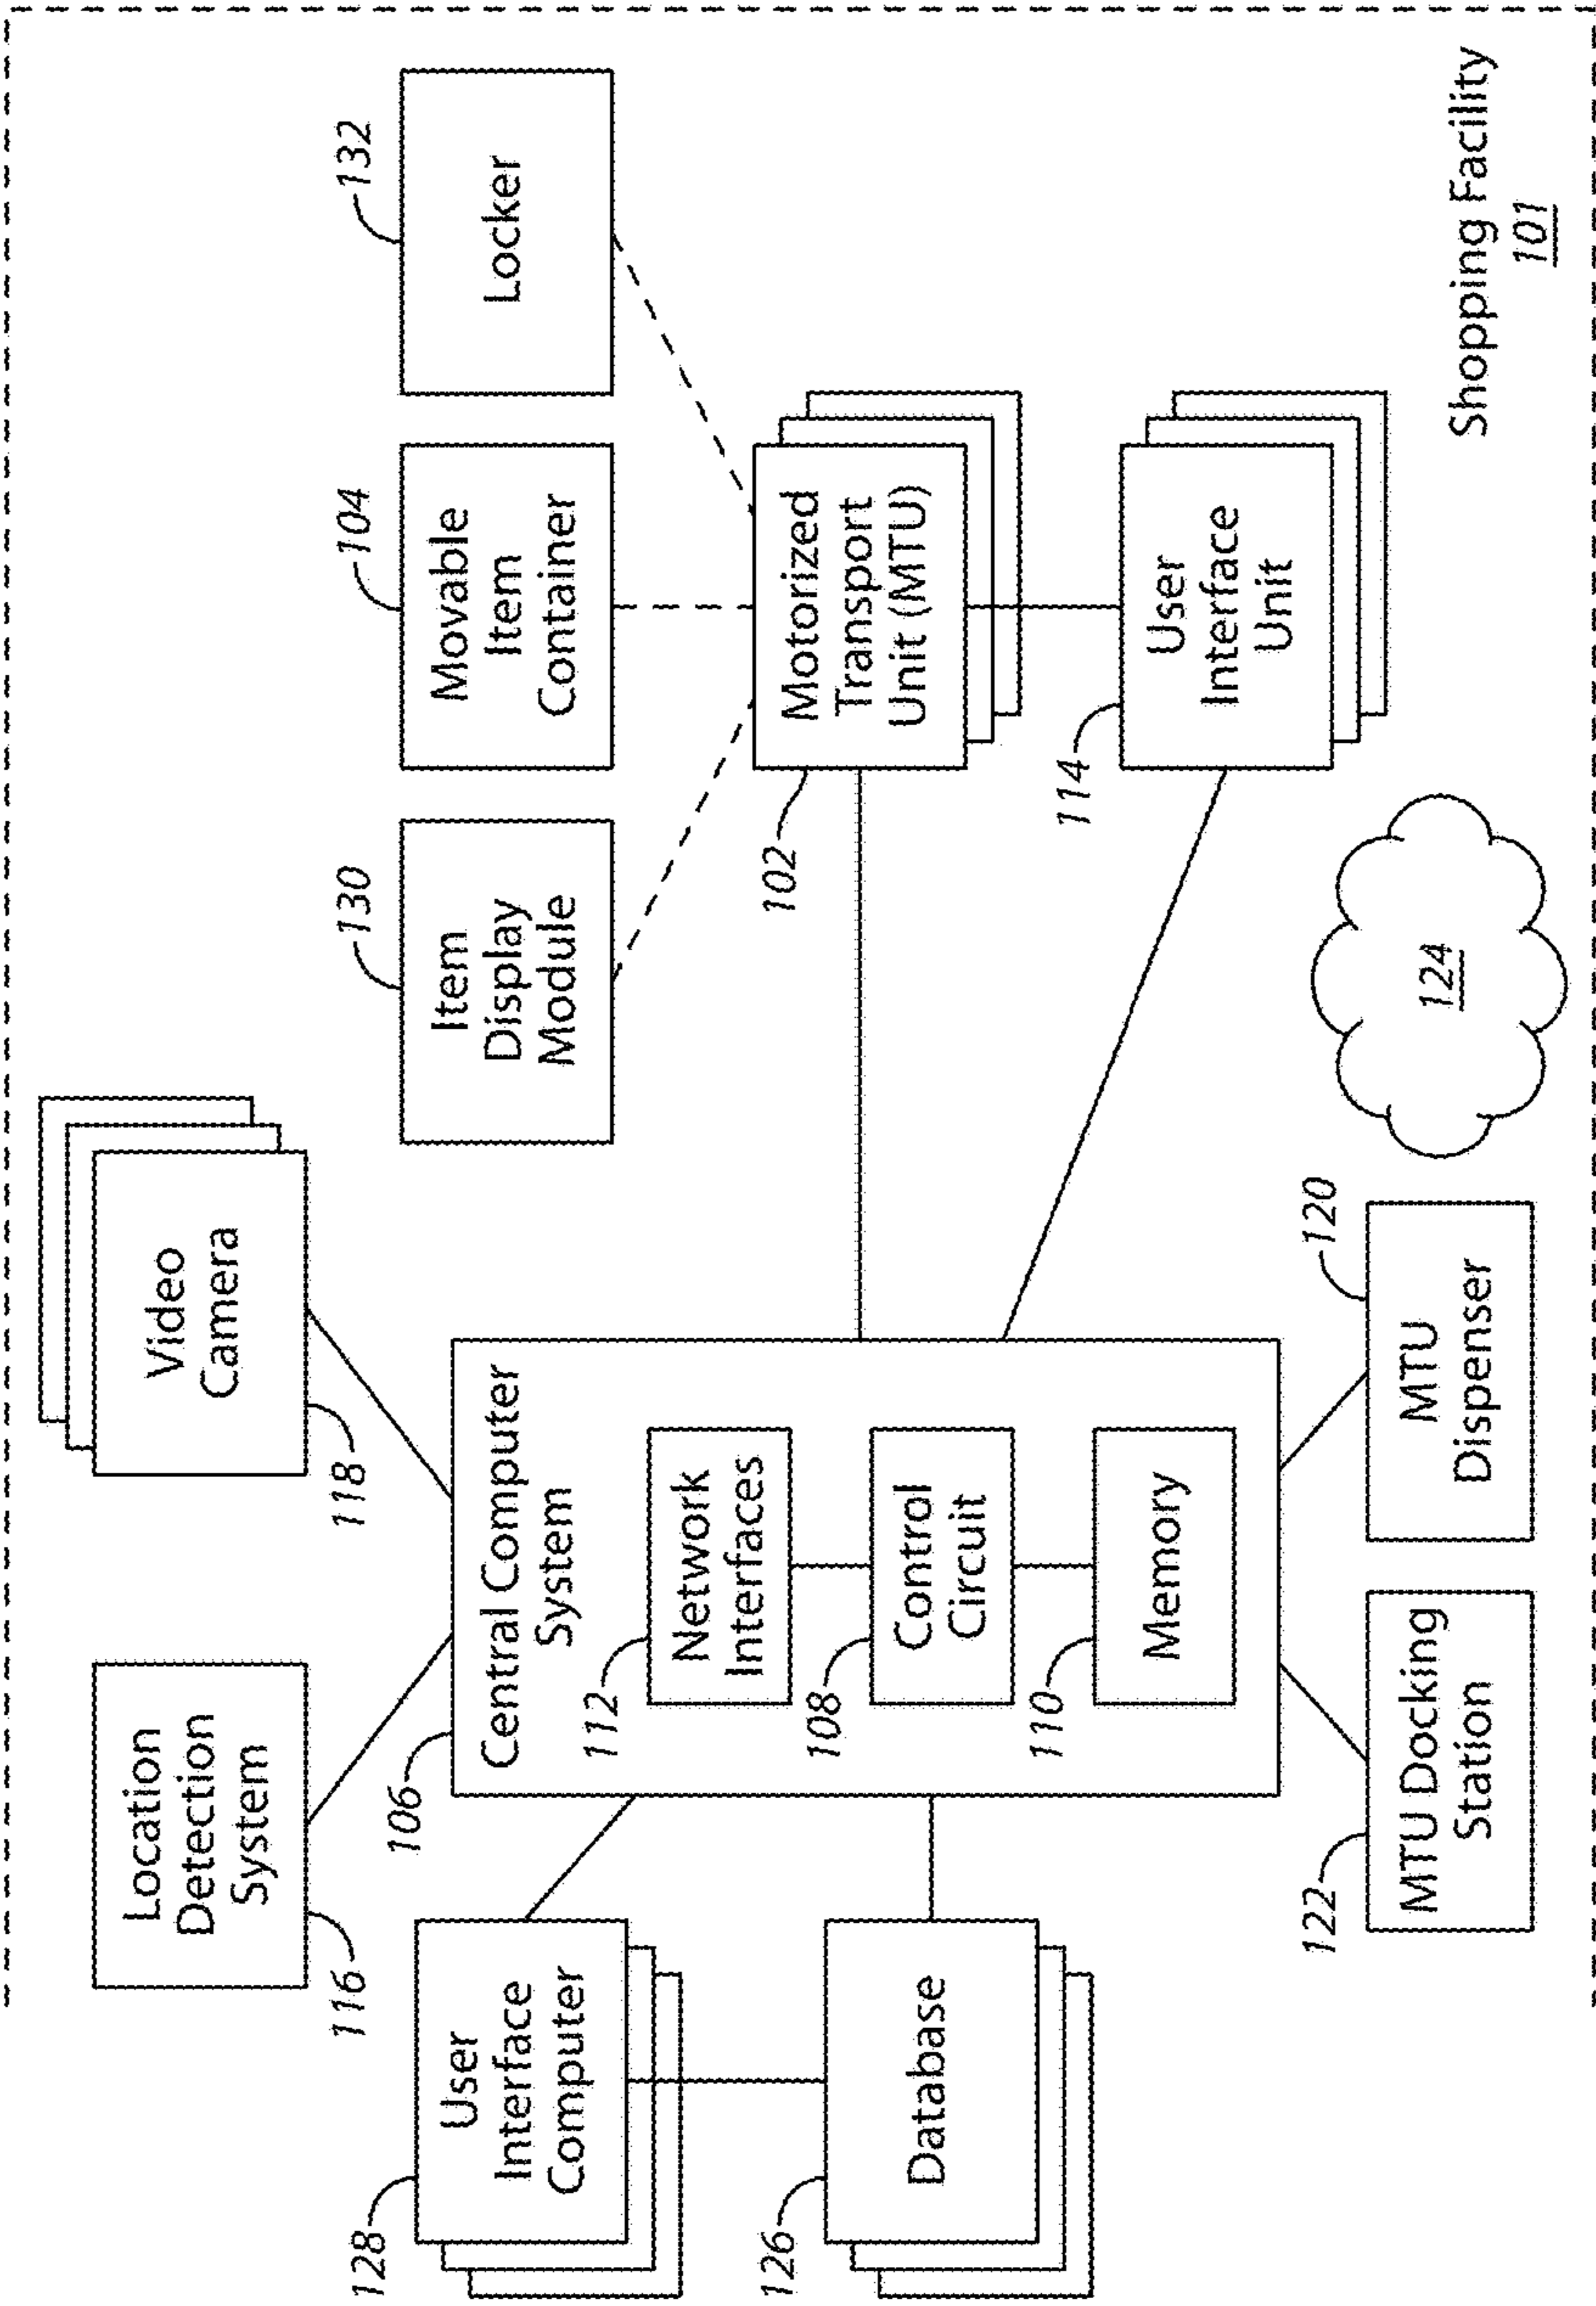 Location
Detection
System
116
Video
Camera
118
128
User
Interface
Computer
126
Database
106
Central Computer
System
112
Network
Interfaces
108
Control
Circuit
110
Memory
122
MTU Docking
Station
120
MTU
Dispenser
130
Item
Display
Module
104
Movable
Item
Container
132
Locker
102
Motorized
Transport
Unit (MTU)
114
User
Interface
Unit
124
Shopping Facility
101